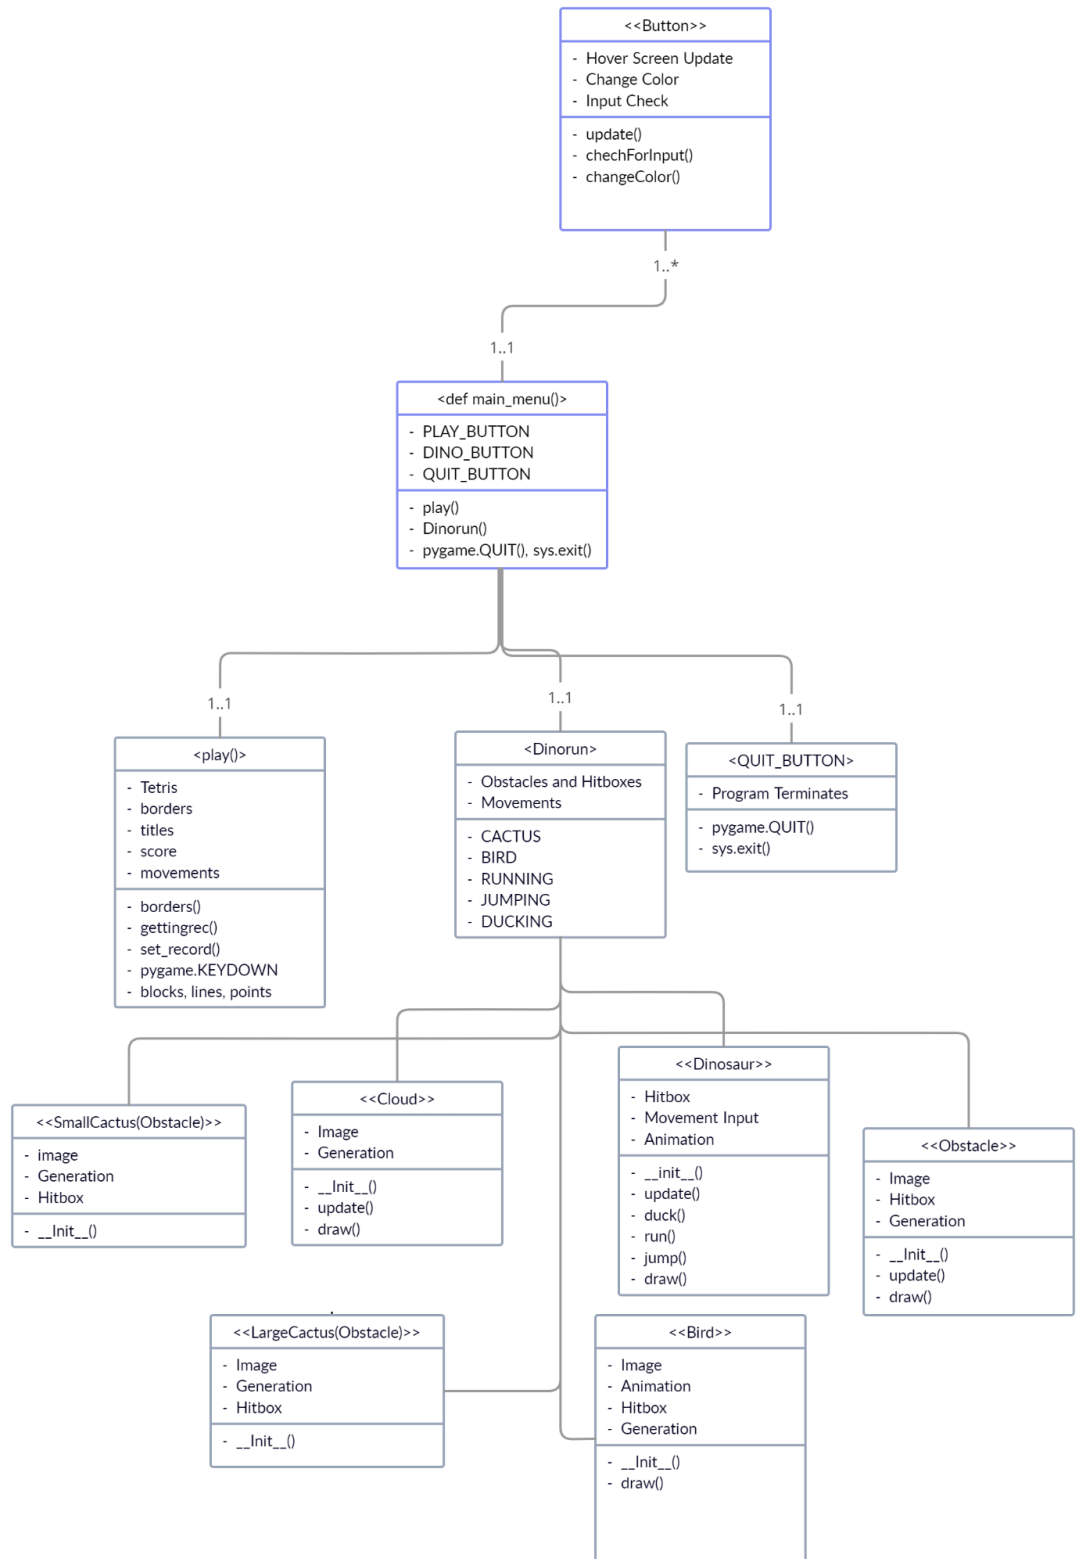 <<Button>>
- Hover Screen Update
- Change Color
- Input Check
- update()
- chechForInput()
- changeColor()
1..*
1..1
<def main_menu()>
- PLAY_BUTTON
- DINO_BUTTON
- QUIT_BUTTON
- play()
- Dinorun()
- pygame.QUIT(), sys.exit()
1..1
1..1
1..1
<play()>
- Tetris
- borders
- titles
- score
- movements
- borders()
- gettingrec()
- set_record()
- pygame.KEYDOWN
- blocks, lines, points
<Dinorun>
- Obstacles and Hitboxes
- Movements
- CACTUS
- BIRD
- RUNNING
- JUMPING
- DUCKING
<QUIT_BUTTON>
- Program Terminates
- pygame.QUIT()
- sys.exit()
<<SmallCactus(Obstacle)>>
- image
- Generation
- Hitbox
- __Init__()
<<Cloud>>
- Image
- Generation
- __Init__()
- update()
- draw()
<<Dinosaur>>
- Hitbox
- Movement Input
- Animation
- __init__()
- update()
- duck()
- run()
- jump()
- draw()
<<Obstacle>>
- Image
- Hitbox
- Generation
- __Init__()
- update()
- draw()
<<LargeCactus(Obstacle)>>
- Image
- Generation
- Hitbox
- __Init__()
<<Bird>>
- Image
- Animation
- Hitbox
- Generation
- __Init__()
- draw()